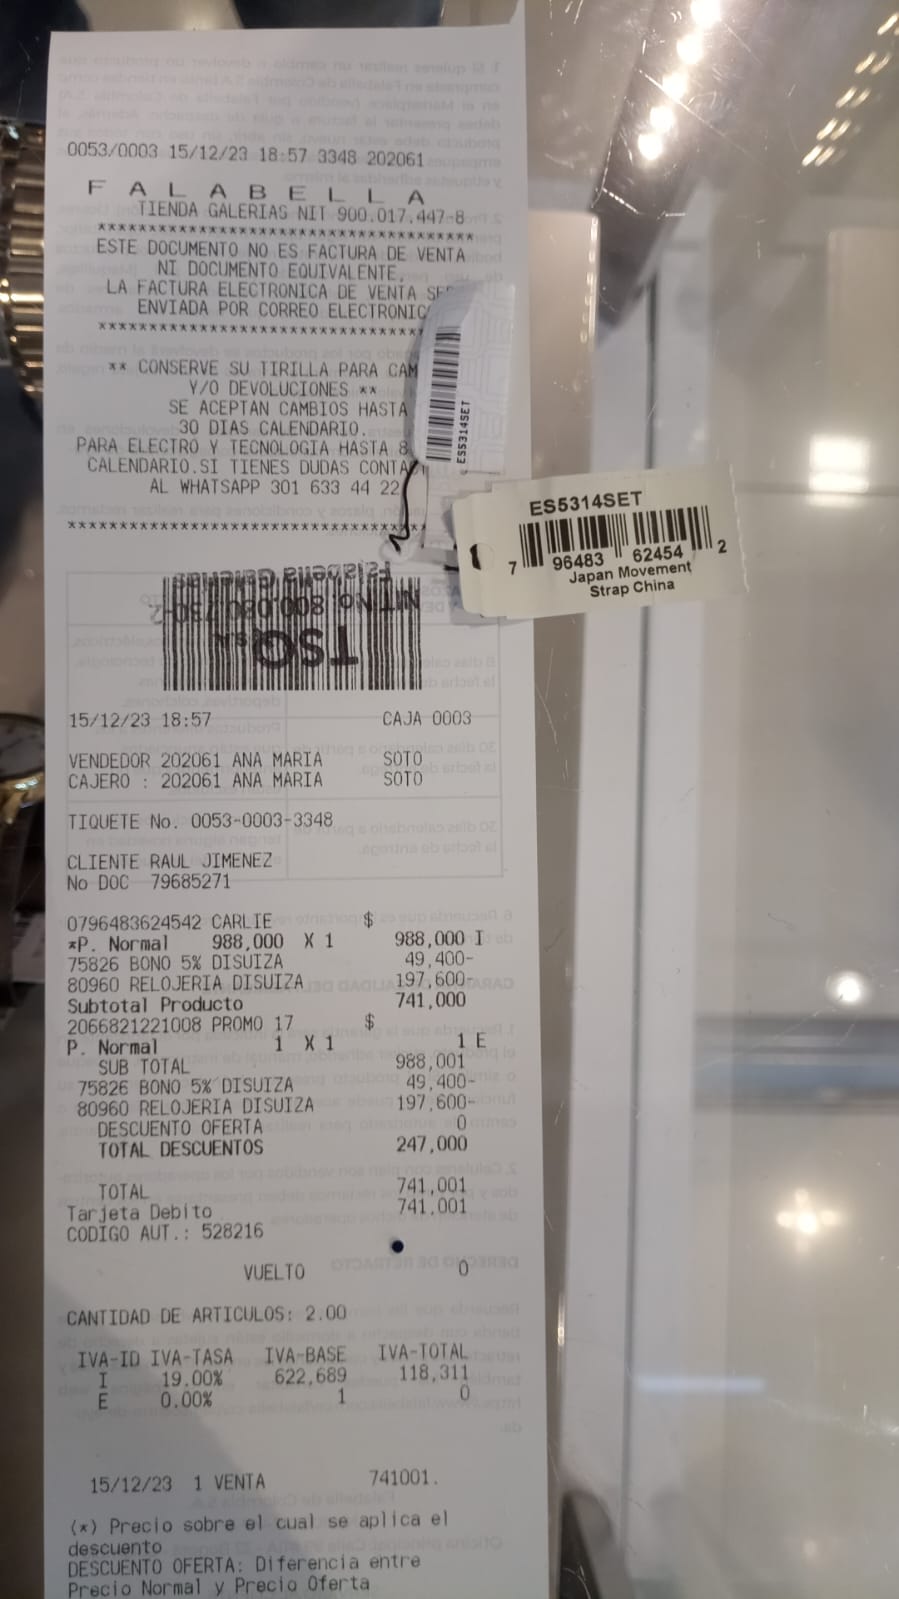 0053/0003 15/12/23 18:57 3348 202061
F A L A B E L L A
TIENDA GALERIAS NIT 900.017.447-8
ESTE DOCUMENTO NO ES FACTURA DE VENTA
NI DOCUMENTO EQUIVALENTE,
LA FACTURA ELECTRONICA DE VENTA
ENVIADA POR CORREO
** CONSERVE SU TIRILLA PARA
Y/O DEVOLUCIONES **
SE ACEPTAN CAMBIOS HASTA
30 DIAS CALENDARIO.
PARA ELECTRO Y TECNOLOGIA HASTA 8
CALENDARIO.SI TIENES DUDAS
AL WHATSAPP 301 633 44 22
ES5314SET
ES5314SET
7 96483 62454 2
Japan Movement
Strap China
Falabella Galerias
NIT No. 800.080.
TSG S.A.
15/12/23 18:57 CAJA 0003
VENDEDOR 202061 ANA MARIA SOTO
CAJERO : 202061 ANA MARIA SOTO
TIQUETE No. 0053-0003-3348
CLIENTE RAUL JIMENEZ
No DOC 79685271
0796483624542 CARLIE $
*P. Normal 988,000 X 1 988,000 I
75826 BONO 5% DISUIZA 49,400-
80960 RELOJERIA DISUIZA 197,600-
Subtotal Producto 741,000
2066821221008 PROMO 17 $
P. Normal 1 X 1 1 E
SUB TOTAL 988,001
75826 BONO 5% DISUIZA 49,400-
80960 RELOJERIA DISUIZA 197,600-
DESCUENTO OFERTA 0
TOTAL DESCUENTOS 247,000
TOTAL 741,001
Tarjeta Debito 741,001
CODIGO AUT.: 528216
VUELTO 0
CANTIDAD DE ARTICULOS: 2.00
IVA-ID IVA-TASA IVA-BASE IVA-TOTAL
I 19.00% 622,689 118,311
E 0.00% 1 0
15/12/23 1 VENTA 741001.
(*) Precio sobre el cual se aplica el
descuento
DESCUENTO OFERTA: Diferencia entre
Precio Normal y Precio Oferta